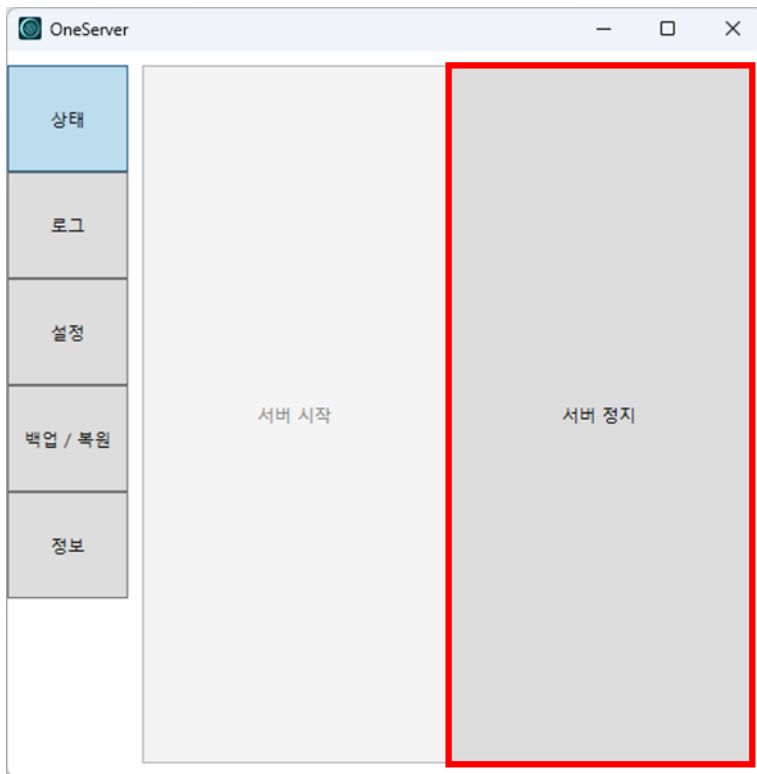 OneServer
상태
로그
설정
백업 / 복원
정보
서버 시작
서버 정지